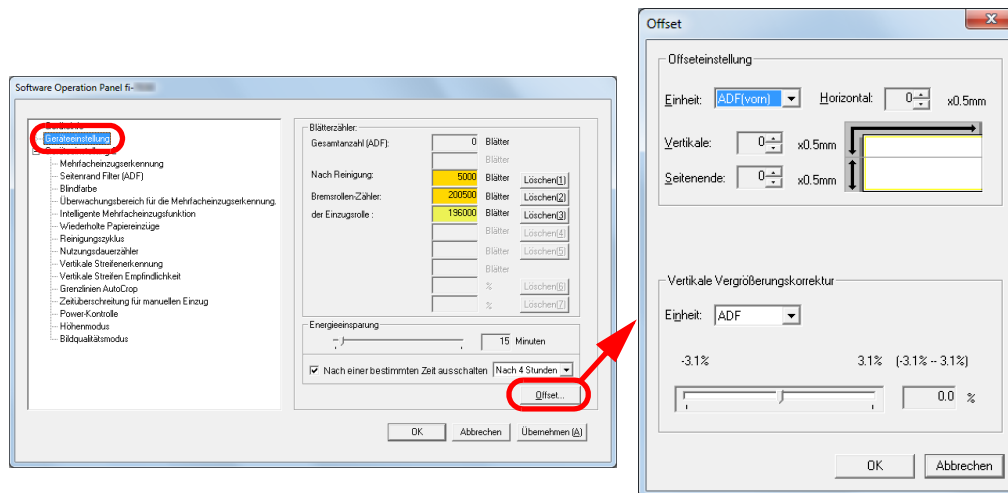 Software Operation Panel fi-
Geräteeinstellung
Mehrfacheinzugserkennung
Seitenrand Filter (ADF)
Blindfarbe
Überwachungsbereich für die Mehrfacheinzugserkennung.
Intelligente Mehrfacheinzugsfunktion
Wiederholte Papiereinzüge
Reinigungszyklus
Nutzungsdauerzähler
Vertikale Streifenerkennung
Vertikale Streifen Empfindlichkeit
Grenzlinien AutoCrop
Zeitüberschreitung für manuellen Einzug
Power-Kontrolle
Höhenmodus
Bildqualitätsmodus
Blätterzähler:
Gesamtanzahl (ADF): 0 Blätter
Blätter
Nach Reinigung: 5000 Blätter Löschen(1)
Bremsrollen-Zähler: 200500 Blätter Löschen(2)
der Einzugsrolle : 196000 Blätter Löschen(3)
Blätter Löschen(4)
Blätter Löschen(5)
Blätter
% Löschen(6)
% Löschen(7)
Energieeinsparung
15 Minuten
Nach einer bestimmten Zeit ausschalten Nach 4 Stunden
Offset...
OK Abbrechen Übernehmen (A)
Offset
Offseteinstellung
Einheit: ADF(vorn) Horizontal: 0 x0.5mm
Vertikale: 0 x0.5mm
Seitenende: 0 x0.5mm
Vertikale Vergrößerungskorrektur
Einheit: ADF
-3.1% 3.1% (-3.1% -- 3.1%)
0.0 %
OK Abbrechen